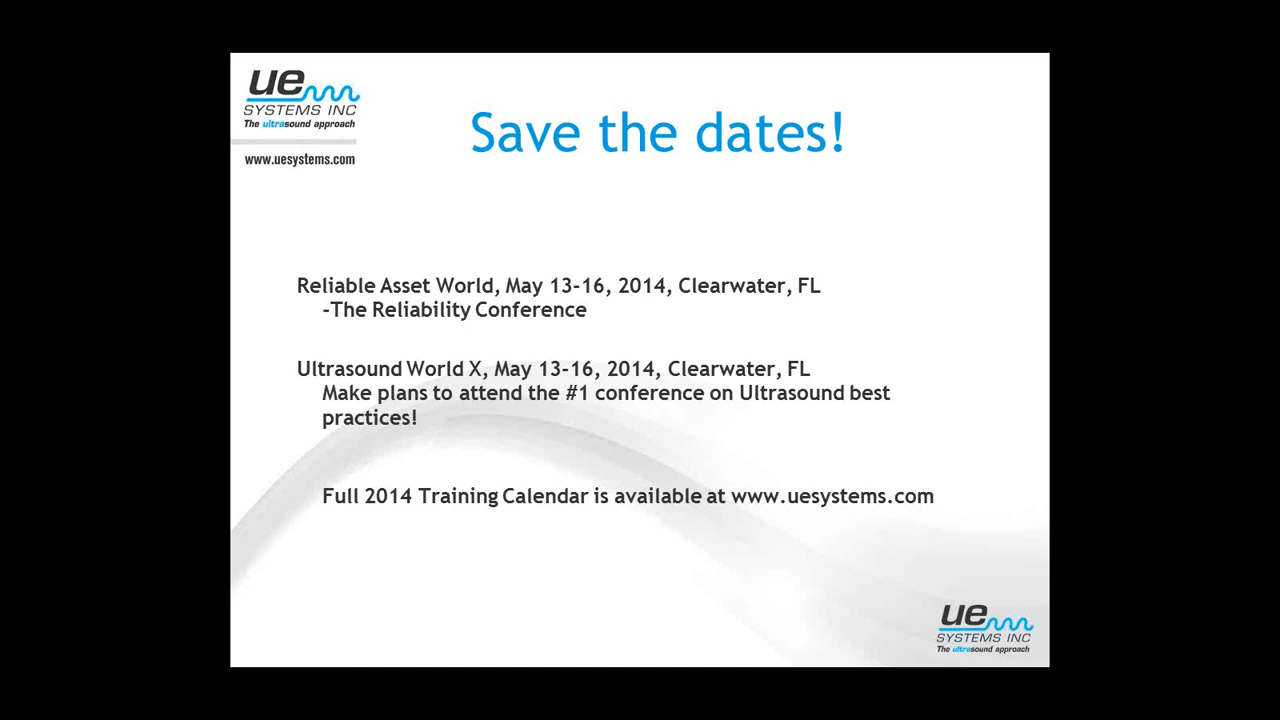 ue
SYSTEMS INC
The ultrasound approach
www.uesystems.com
Save the dates!
Reliable Asset World, May 13-16, 2014, Clearwater, FL
-The Reliability Conference
Ultrasound World X, May 13-16, 2014, Clearwater, FL
Make plans to attend the #1 conference on Ultrasound best
practices!
Full 2014 Training Calendar is available at www.uesystems.com
ue
SYSTEMS INC
The ultrasound approach